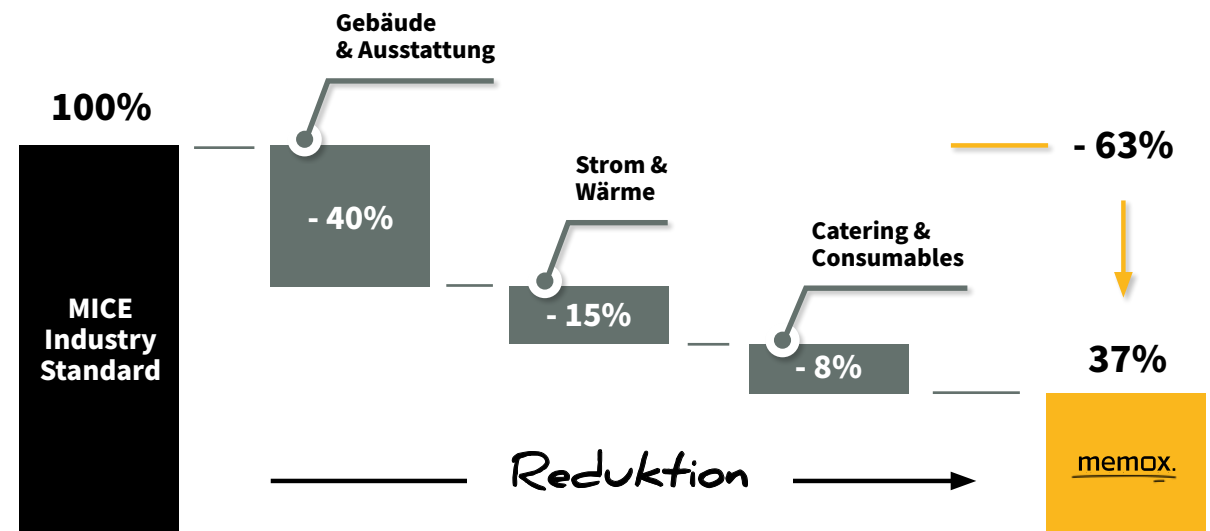 Gebäude
& Ausstattung
100%
- 63%
Strom &
Wärme
- 40%
Catering &
Consumables
MICE
Industry
Standard
- 15%
- 8%
37%
Reduktion
memox.